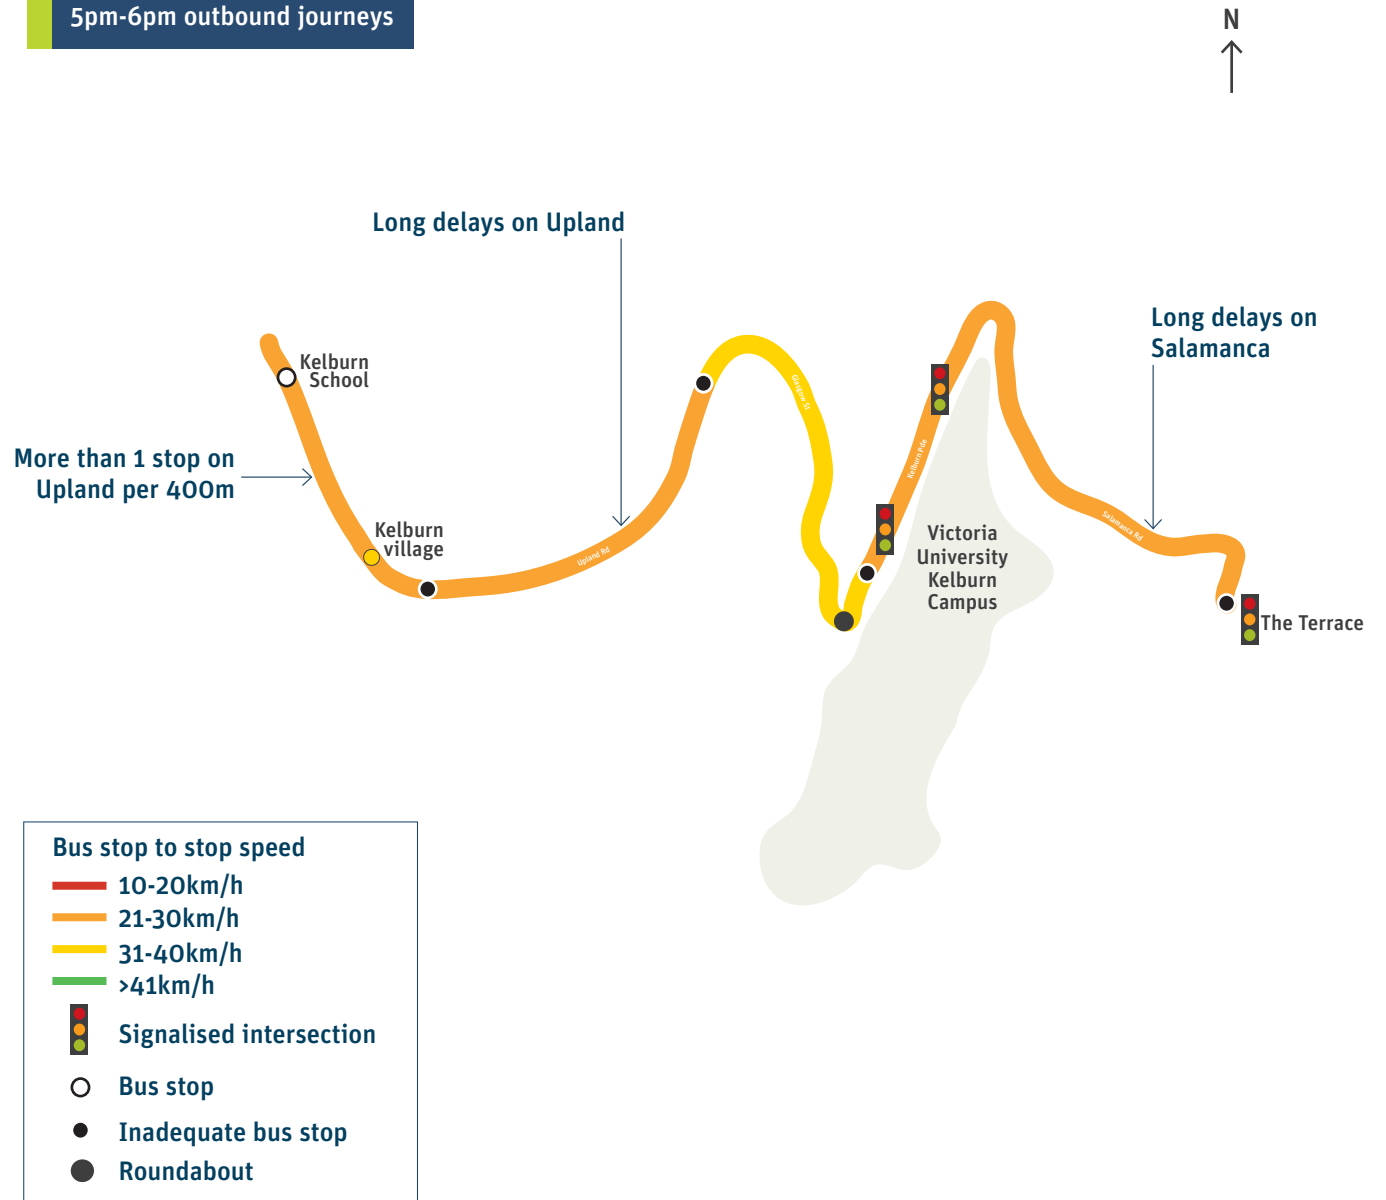 5pm-6pm outbound journeys
N
Long delays on Upland
Long delays on
Salamanca
Kelburn
School
Glasgow St
Kelburn Pde
More than 1 stop on
Upland per 400m
Kelburn
village
Upland Rd
Salamanca Rd
Victoria
University
Kelburn
Campus
The Terrace
Bus stop to stop speed
10-20km/h
21-30km/h
31-40km/h
>41km/h
Signalised intersection
Bus stop
Inadequate bus stop
Roundabout